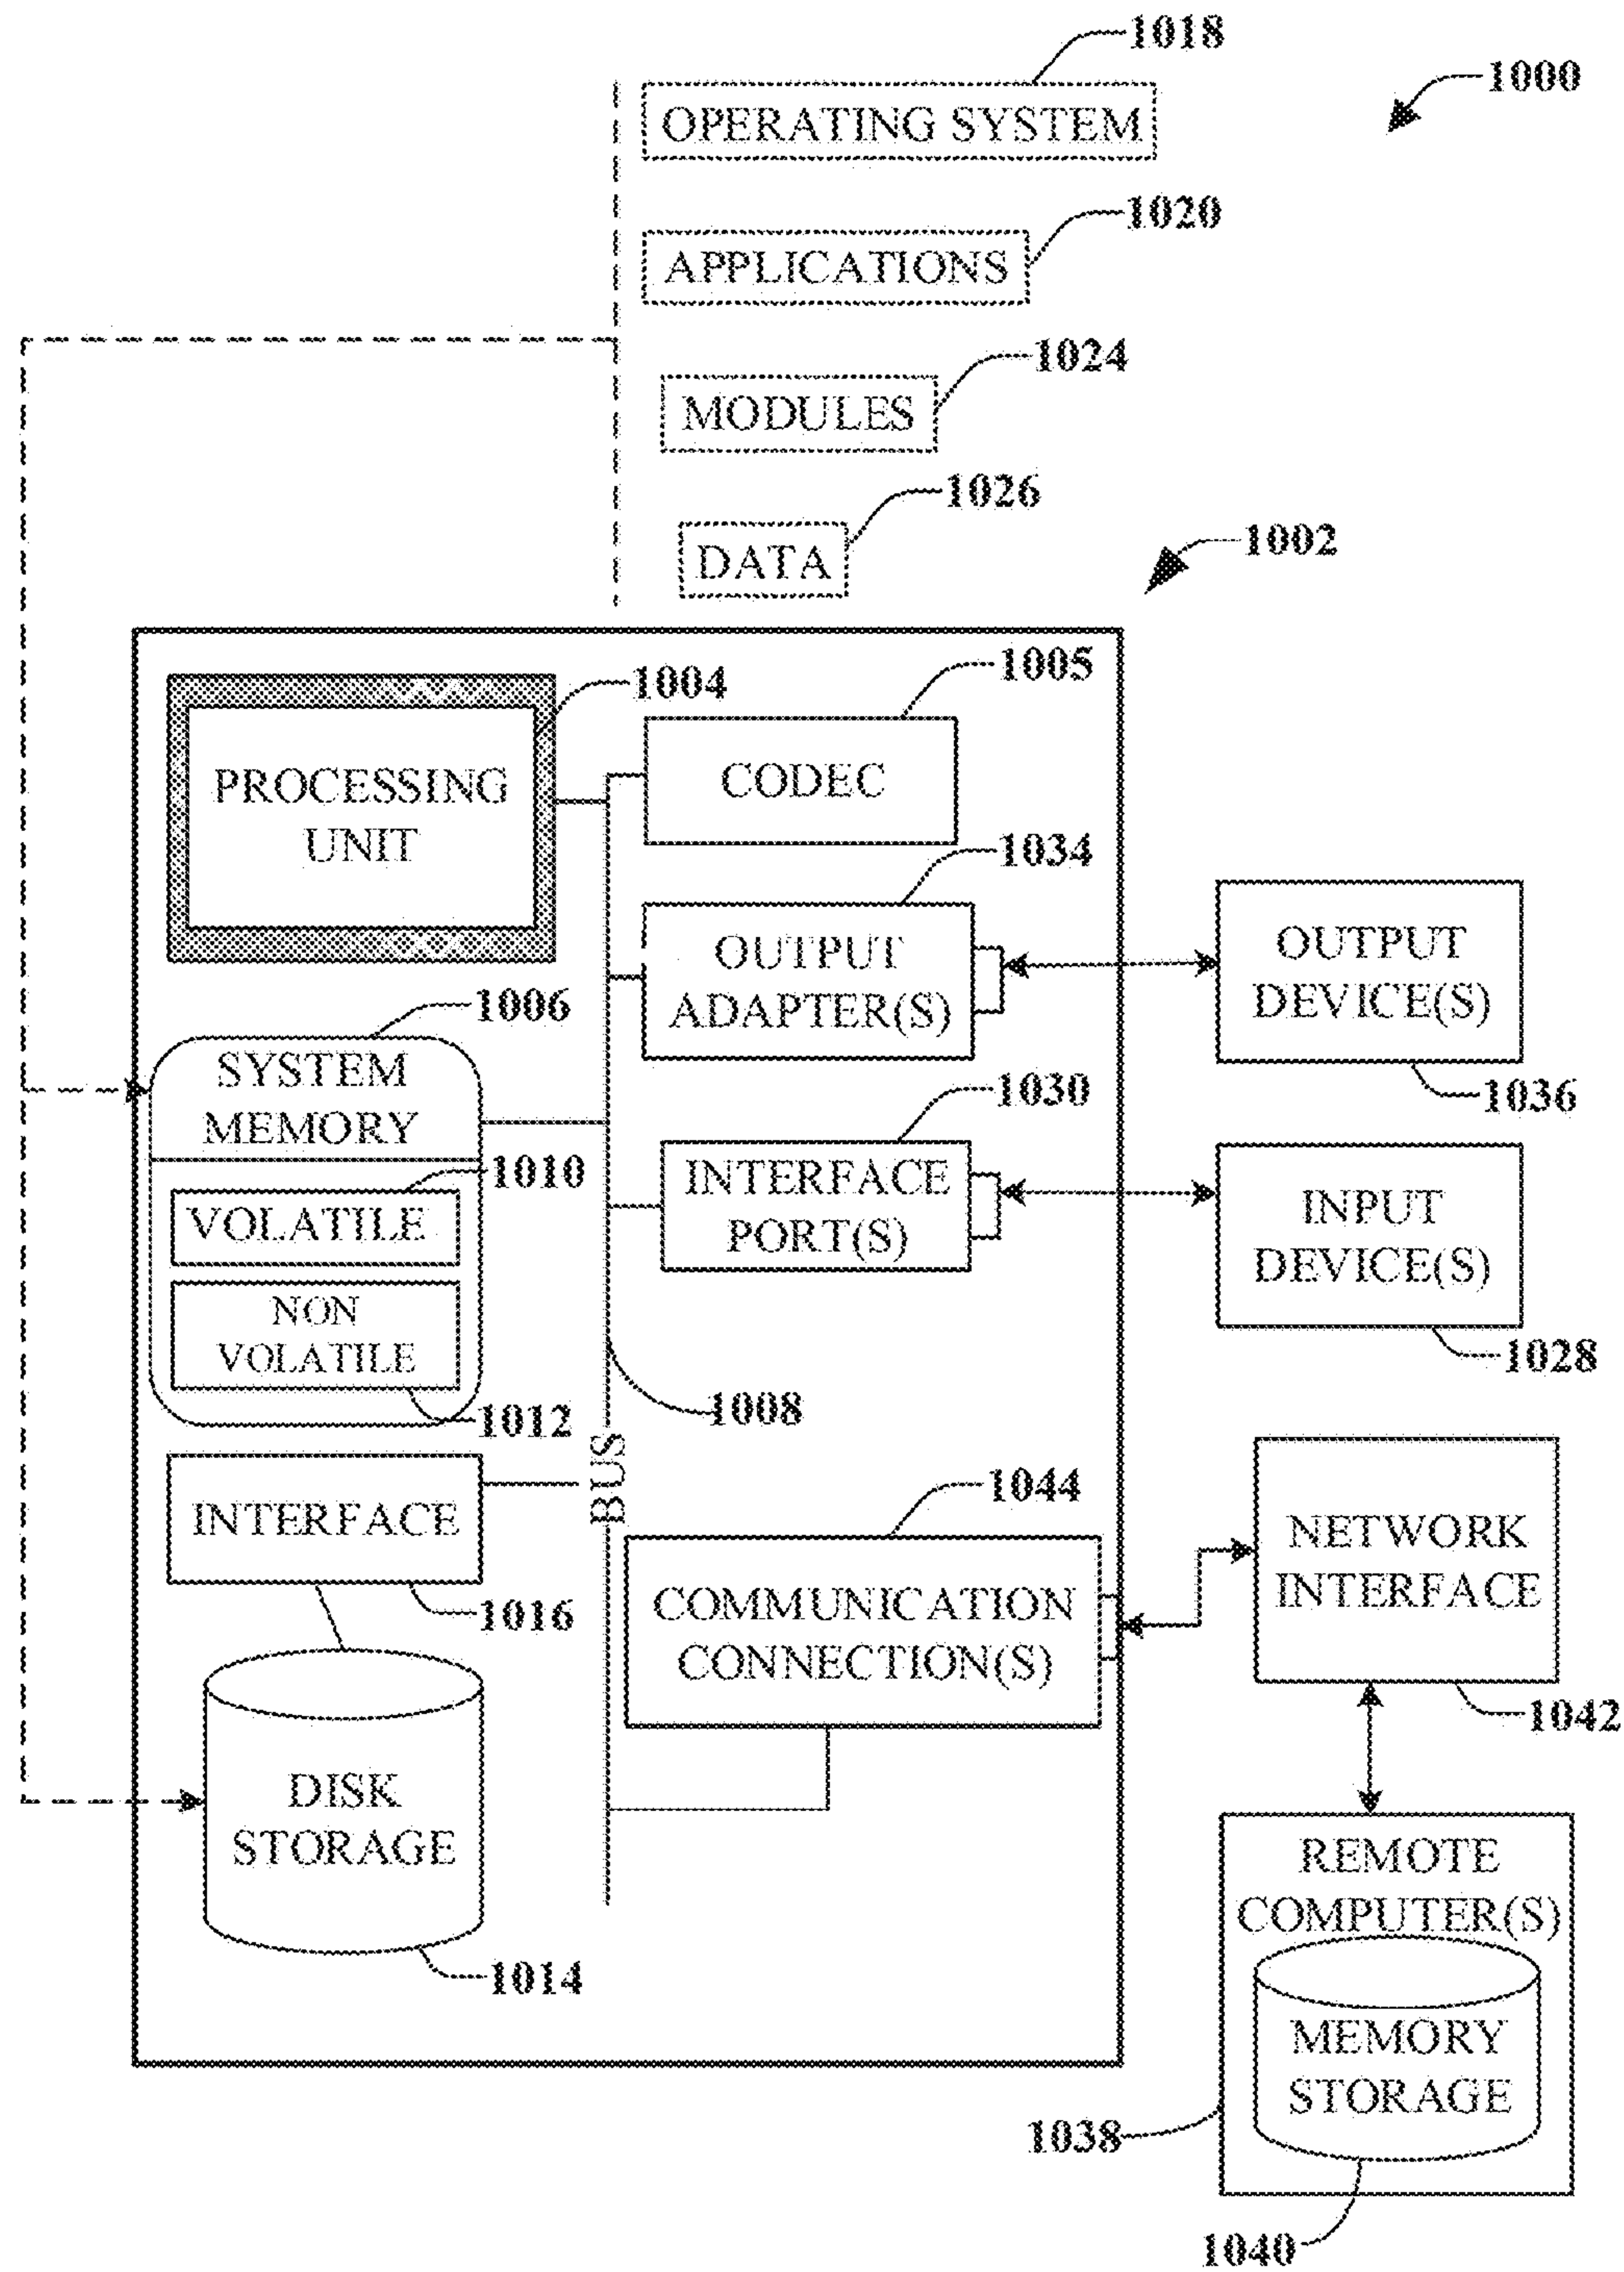 1018
1000
OPERATING SYSTEM
1020
APPLICATIONS
1024
MODULES
1026
DATA
1002
1004
PROCESSING
UNIT
1005
CODEC
1034
OUTPUT
ADAPTER(S)
OUTPUT
DEVICE(S)
1036
1006
SYSTEM
MEMORY
1010
VOLATILE
NON
VOLATILE
1012
1030
INTERFACE
PORT(S)
INPUT
DEVICE(S)
1028
1008
BUS
INTERFACE
1016
1044
COMMUNICATION
CONNECTION(S)
NETWORK
INTERFACE
1042
DISK
STORAGE
1014
REMOTE
COMPUTER(S)
MEMORY
STORAGE
1038
1040